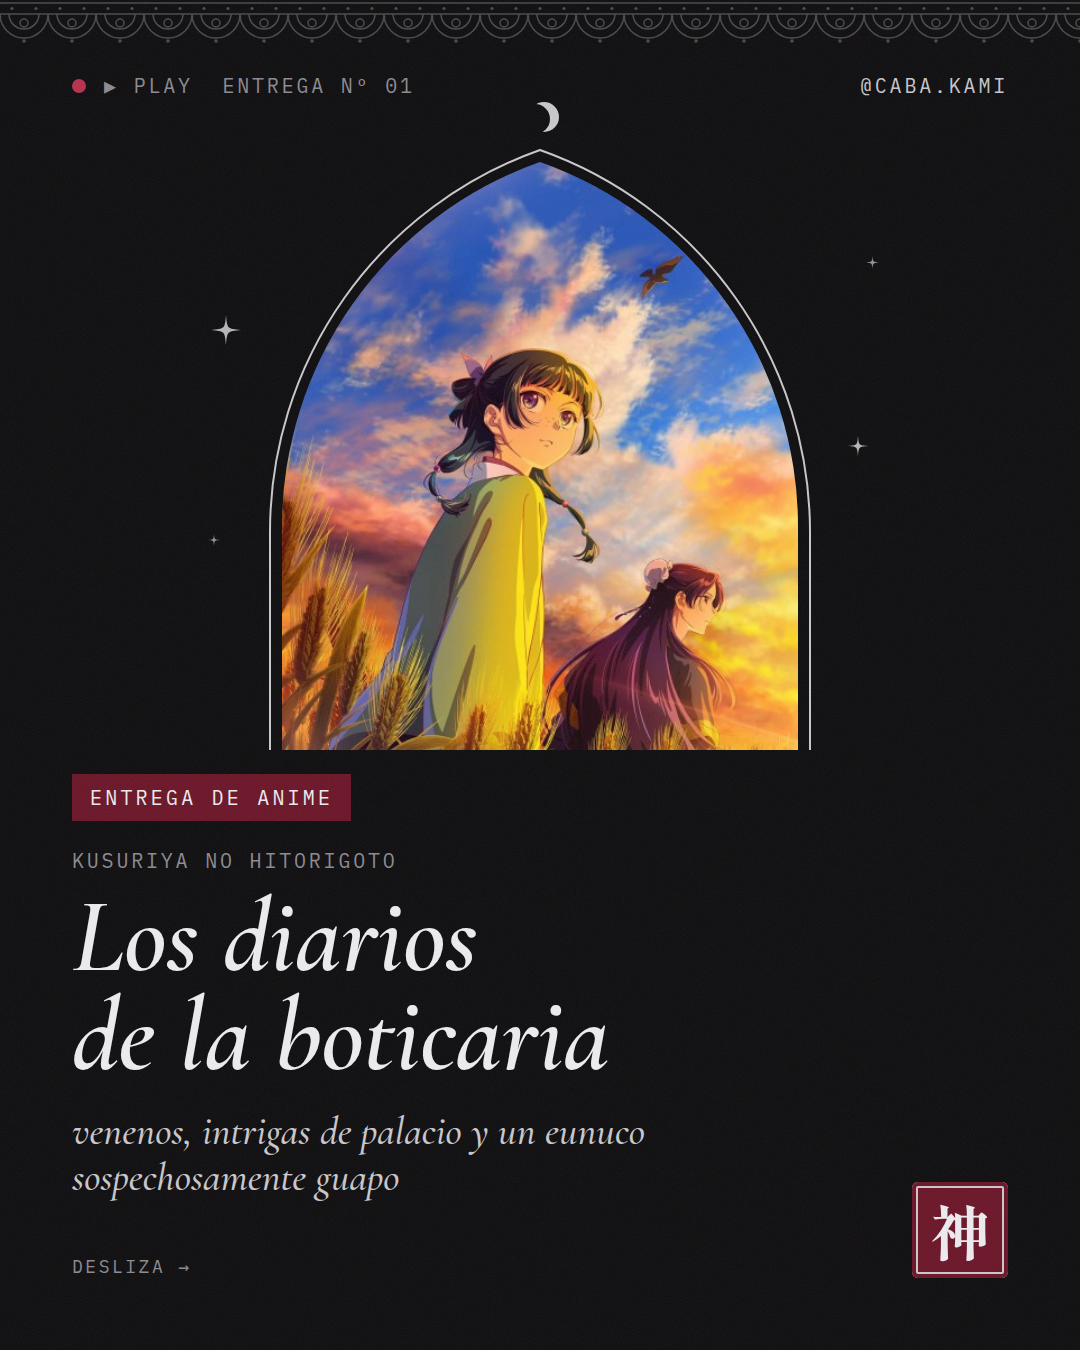 ▶ PLAY ENTREGA Nº 01
@CABA.KAMI
ENTREGA DE ANIME
KUSURIYA NO HITORIGOTO
Los diarios
de la boticaria
venenos, intrigas de palacio y un eunuco
sospechosamente guapo
神
DESLIZA →